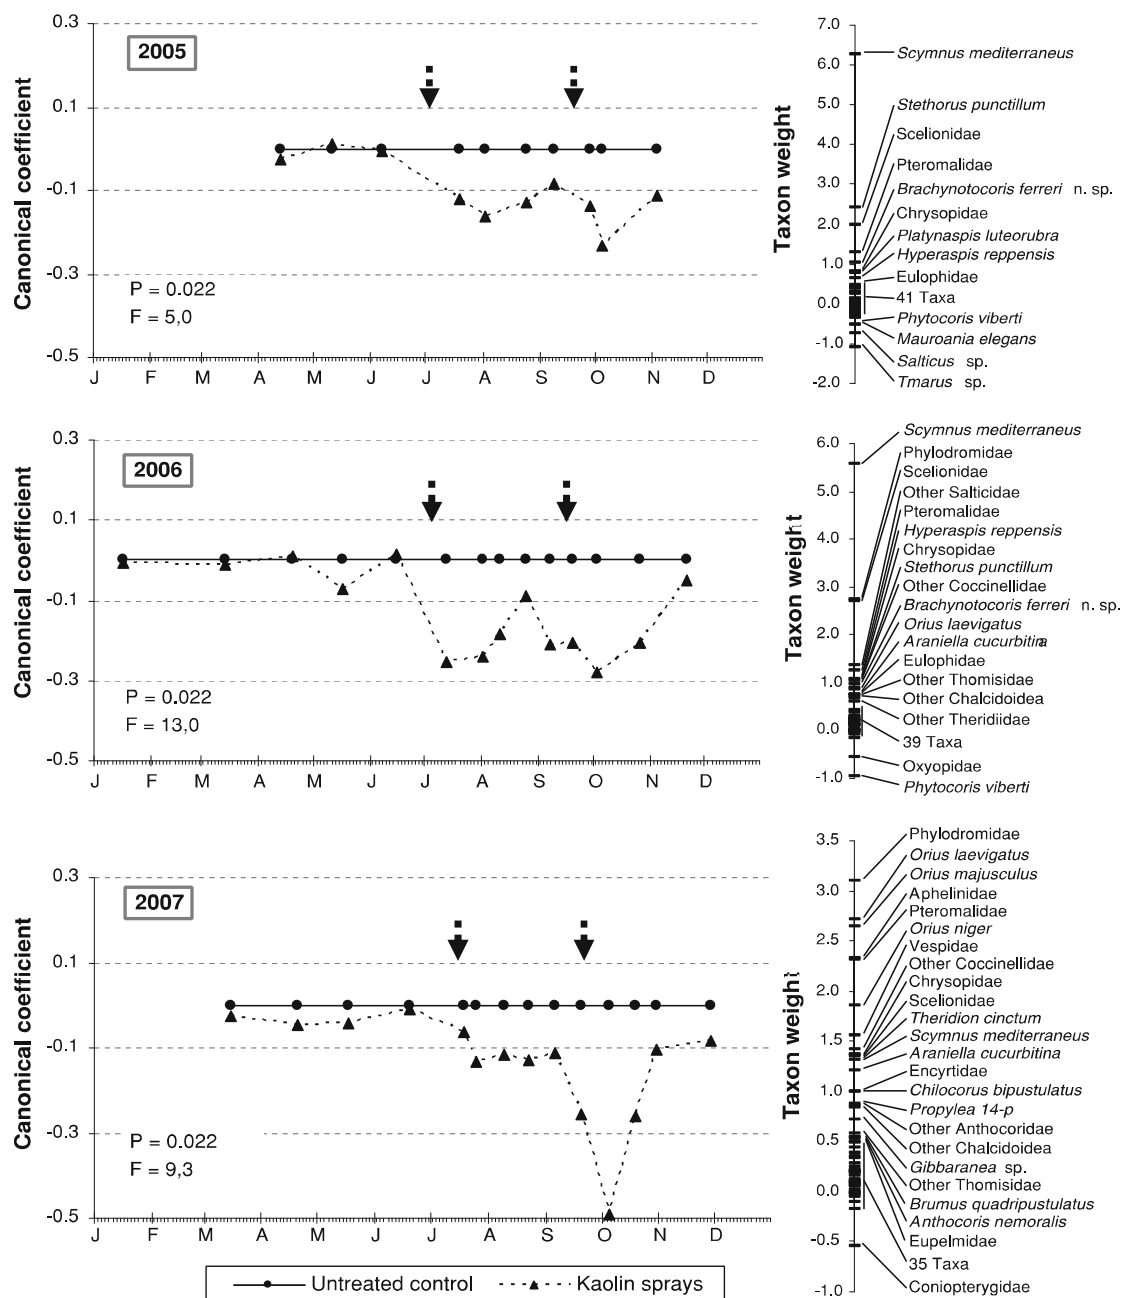 0.3
0.1
-0.1
-0.3
-0.5
Canonical coefficient
2005
P = 0.022
F = 5,0
J F M A M J J A S O N D
7.0
6.0
5.0
4.0
3.0
2.0
1.0
0.0
-1.0
-2.0
Taxon weight
Scymnus mediterraneus
Stethorus punctillum
Scelionidae
Pteromalidae
Brachynotocoris ferreri n. sp.
Chrysopidae
Platynaspis luteorubra
Hyperaspis reppensis
Eulophidae
41 Taxa
Phytocoris viberti
Mauroania elegans
Salticus sp.
Tmarus sp.
0.3
0.1
-0.1
-0.3
-0.5
Canonical coefficient
2006
P = 0.022
F = 13,0
J F M A M J J A S O N D
6.0
5.0
4.0
3.0
2.0
1.0
0.0
-1.0
Taxon weight
Scymnus mediterraneus
Phylodromidae
Scelionidae
Other Salticidae
Pteromalidae
Hyperaspis reppensis
Chrysopidae
Stethorus punctillum
Other Coccinellidae
Brachynotocoris ferreri n. sp.
Orius laevigatus
Araniella cucurbitina
Eulophidae
Other Thomisidae
Other Chalcidoidea
Other Theridiidae
39 Taxa
Oxyopidae
Phytocoris viberti
0.3
0.1
-0.1
-0.3
-0.5
Canonical coefficient
2007
P = 0.022
F = 9,3
J F M A M J J A S O N D
3.5
3.0
2.5
2.0
1.5
1.0
0.5
0.0
-0.5
-1.0
Taxon weight
Phylodromidae
Orius laevigatus
Orius majusculus
Aphelinidae
Pteromalidae
Orius niger
Vespidae
Other Coccinellidae
Chrysopidae
Scelionidae
Theridion cinctum
Scymnus mediterraneus
Araniella cucurbitina
Encyrtidae
Chilocorus bipustulatus
Propylea 14-p
Other Anthocoridae
Other Chalcidoidea
Gibbaranea sp.
Other Thomisidae
Brumus quadripustulatus
Anthocoris nemoralis
Eupelmidae
35 Taxa
Coniopterygidae
Untreated control
Kaolin sprays